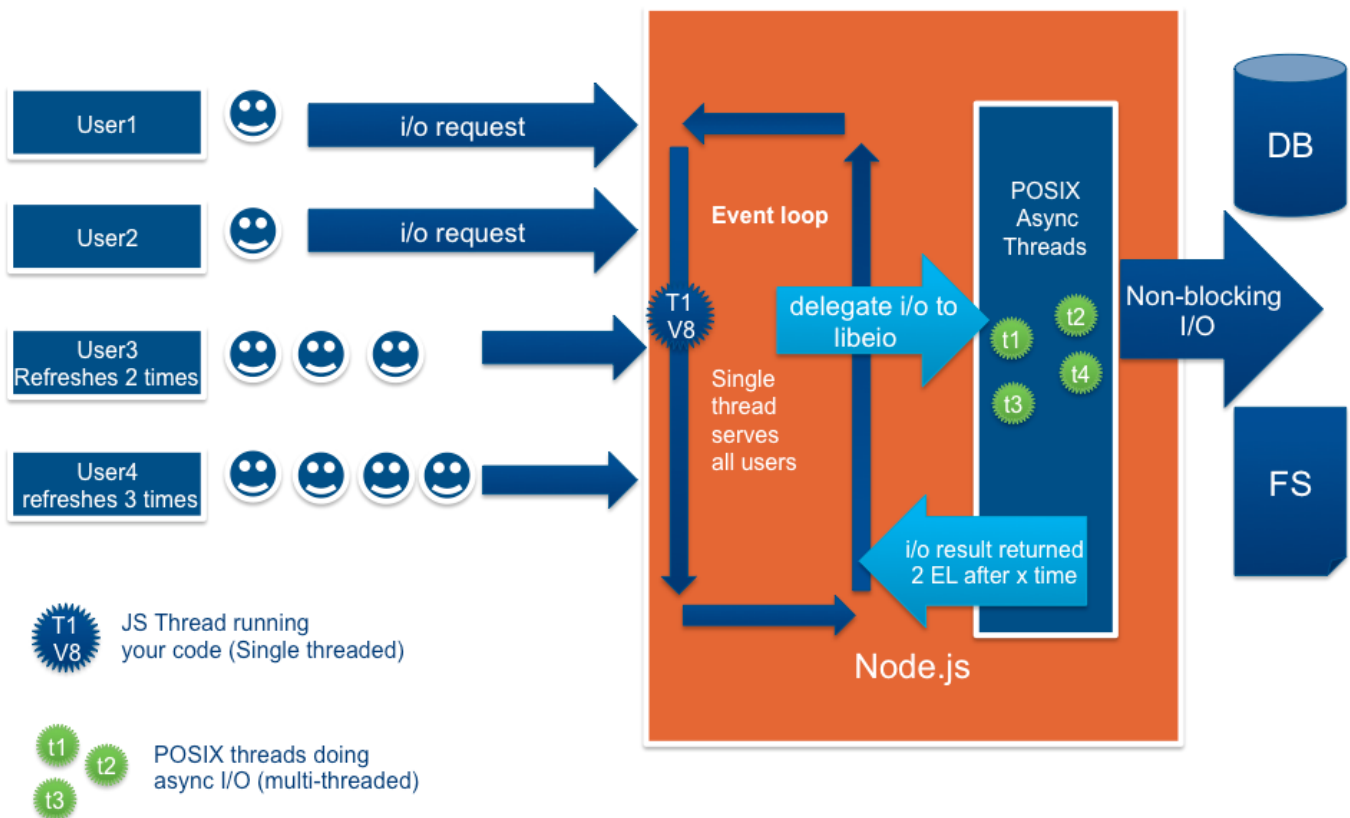 User1
i/o request
User2
i/o request
User3
Refreshes 2 times
User4
refreshes 3 times
Event loop
T1
V8
Single
thread
serves
all users
delegate i/o to
libeio
POSIX
Async
Threads
t1
t2
t3
t4
i/o result returned
2 EL after x time
Node.js
Non-blocking
I/O
DB
FS
T1
V8
JS Thread running
your code (Single threaded)
t1
t2
t3
POSIX threads doing
async I/O (multi-threaded)